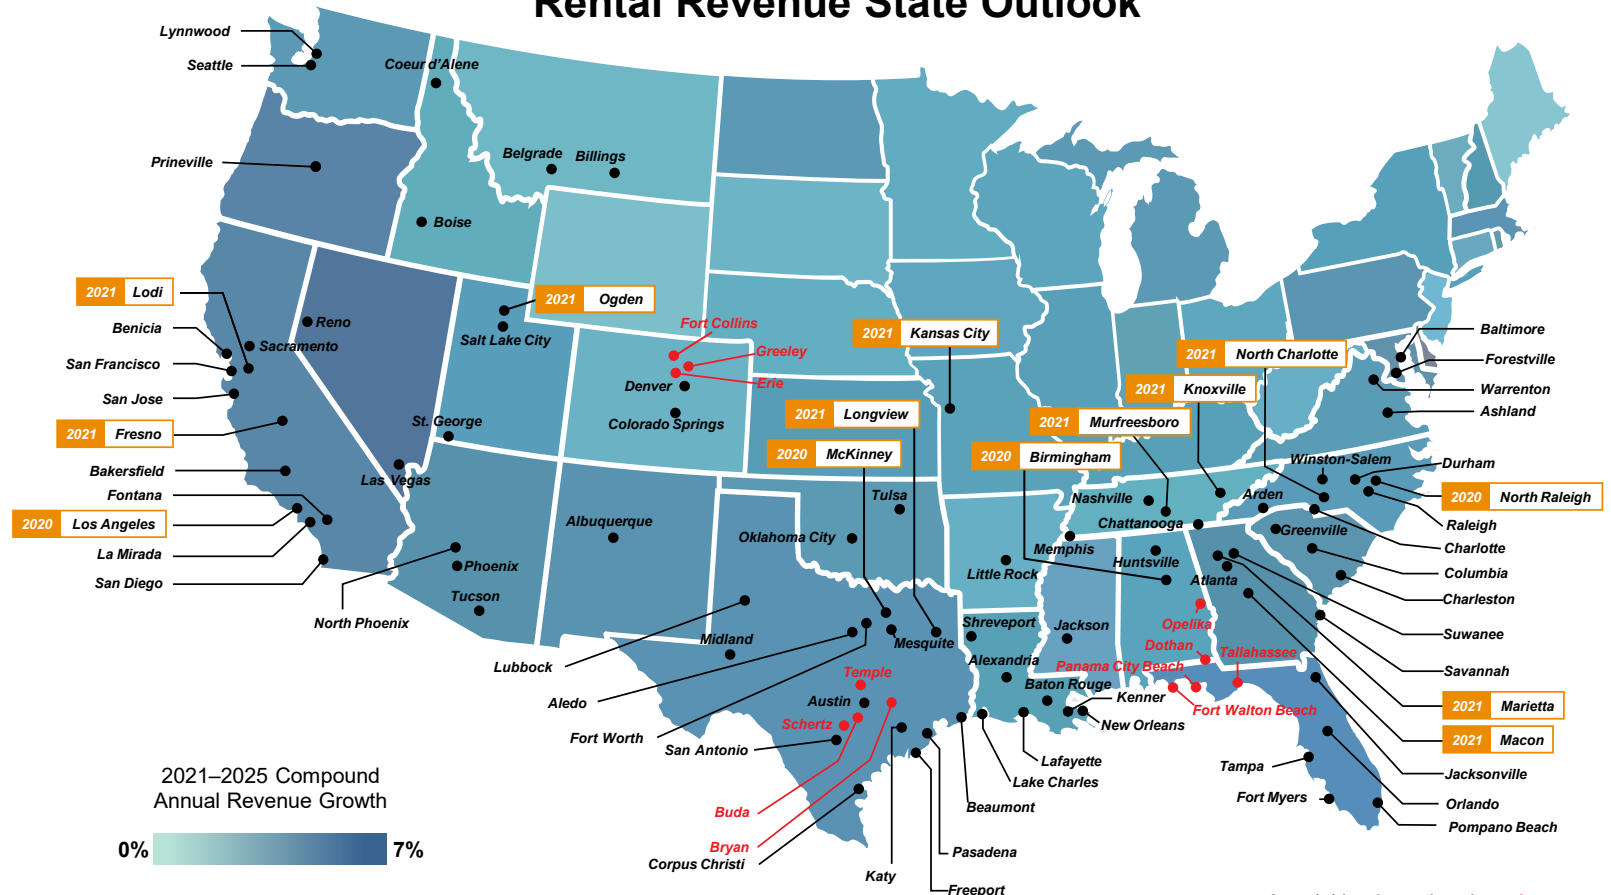 Rental Revenue State Outlook
Lynnwood
Seattle
Coeur d'Alene
Prineville
Belgrade
Billings
Boise
2021 Lodi
2021 Ogden
Benicia
Reno
Sacramento
Salt Lake City
San Francisco
San Jose
2021 Fresno
St. George
Bakersfield
Las Vegas
Fontana
2020 Los Angeles
La Mirada
San Diego
North Phoenix
Phoenix
Tucson
Albuquerque
Fort Collins
Greeley
Erie
Denver
Colorado Springs
2021 Kansas City
2021 Longview
2020 McKinney
2020 Birmingham
2021 Murfreesboro
2021 Knoxville
2021 North Charlotte
Baltimore
Forestville
Warrenton
Ashland
Winston-Salem
Durham
2020 North Raleigh
Raleigh
Charlotte
Columbia
Charleston
Suwanee
Savannah
2021 Marietta
2021 Macon
Jacksonville
Orlando
Pompano Beach
Tulsa
Oklahoma City
Nashville
Chattanooga
Arden
Greenville
Memphis
Huntsville
Atlanta
Little Rock
Opelika
Dothan
Tallahassee
Panama City Beach
Fort Walton Beach
Shreveport
Jackson
Alexandria
Baton Rouge
Kenner
New Orleans
Lafayette
Lake Charles
Beaumont
Mesquite
Midland
Lubbock
Aledo
Fort Worth
Temple
Austin
Schertz
San Antonio
Buda
Bryan
Corpus Christi
Katy
Pasadena
Freeport
Tampa
Fort Myers
2021–2025 Compound
Annual Revenue Growth
0% 7%